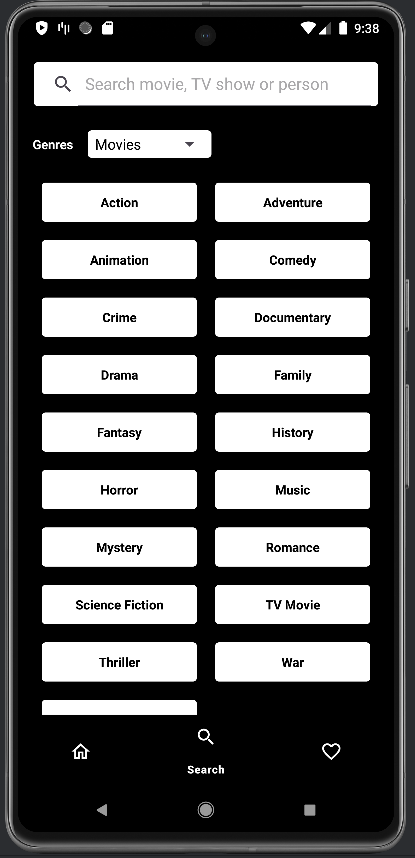 9:38
Search movie, TV show or person
Genres Movies
Action Adventure
Animation Comedy
Crime Documentary
Drama Family
Fantasy History
Horror Music
Mystery Romance
Science Fiction TV Movie
Thriller War
Search